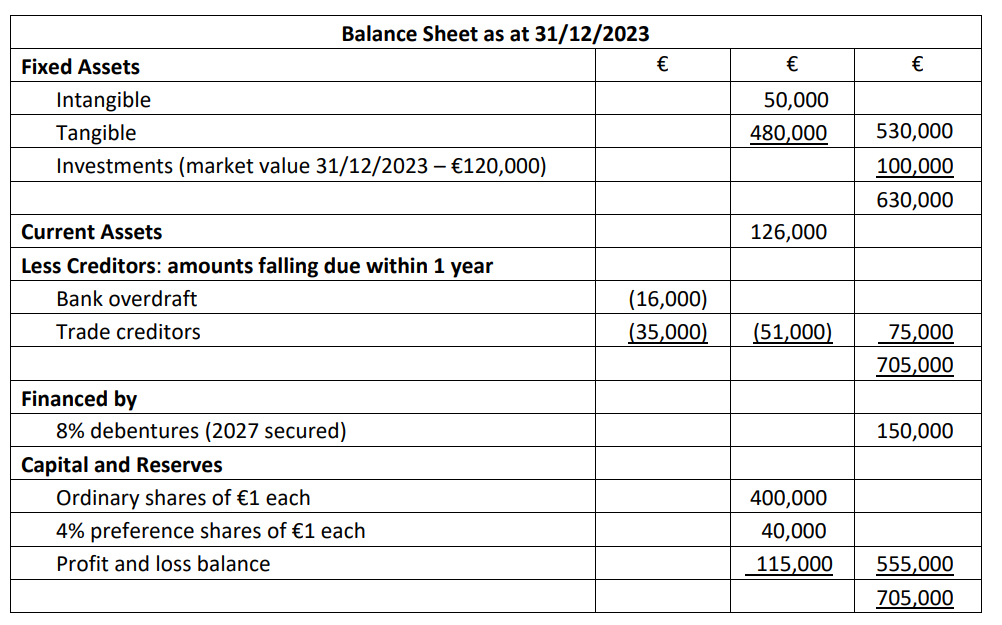 Balance Sheet as at 31/12/2023
Fixed Assets € € €
Intangible 50,000
Tangible 480,000 530,000
Investments (market value 31/12/2023 – €120,000) 100,000
630,000
Current Assets 126,000
Less Creditors: amounts falling due within 1 year
Bank overdraft (16,000)
Trade creditors (35,000) (51,000) 75,000
705,000
Financed by
8% debentures (2027 secured) 150,000
Capital and Reserves
Ordinary shares of €1 each 400,000
4% preference shares of €1 each 40,000
Profit and loss balance 115,000 555,000
705,000